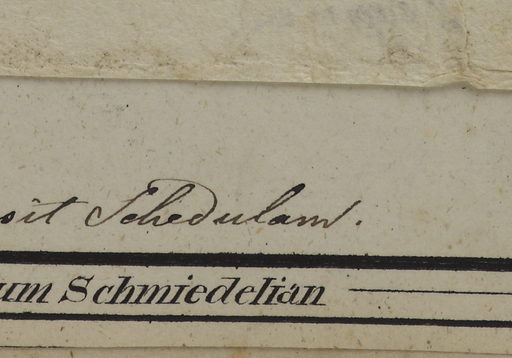 sit Schedulam.
um Schmiedelian